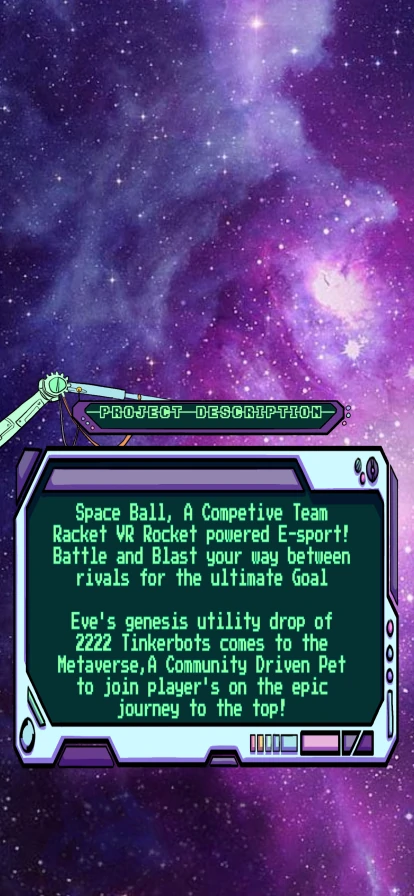 PROJECT DESCRIPTION
Space Ball, A Competive Team
Racket VR Rocket powered E-sport!
Battle and Blast your way between
rivals for the ultimate Goal
Eve's genesis utility drop of
2222 Tinkerbots comes to the
Metaverse,A Community Driven Pet
to join player's on the epic
journey to the top!